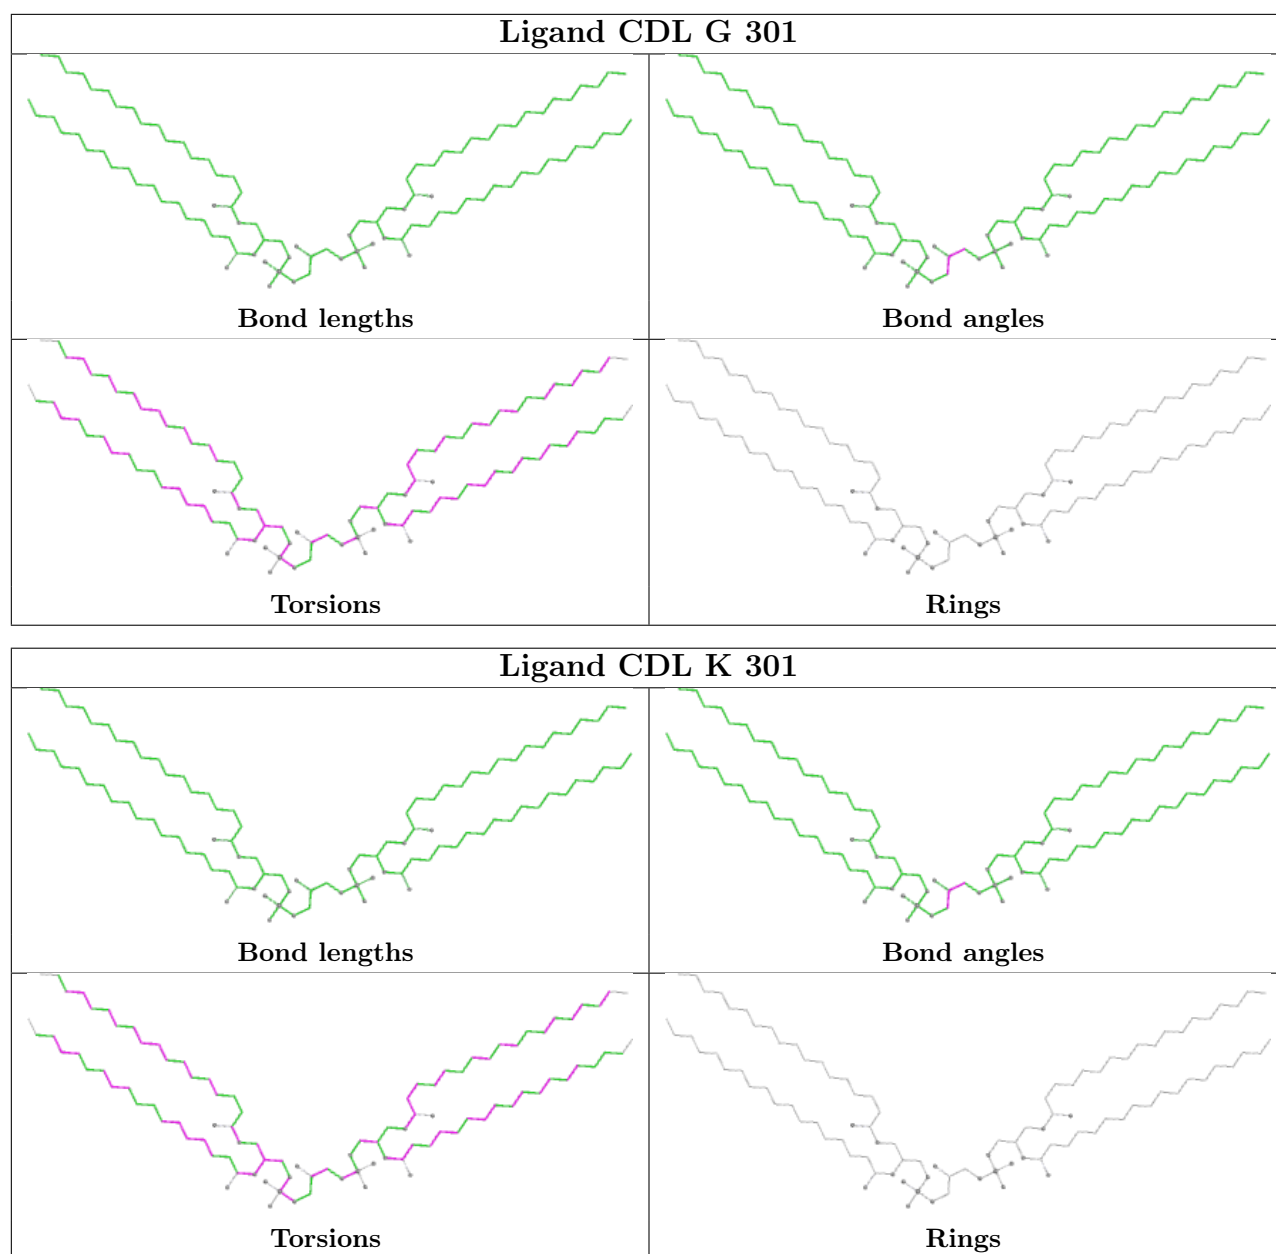 Ligand CDL G 301
Bond lengths
Bond angles
Torsions
Rings
Ligand CDL K 301
Bond lengths
Bond angles
Torsions
Rings